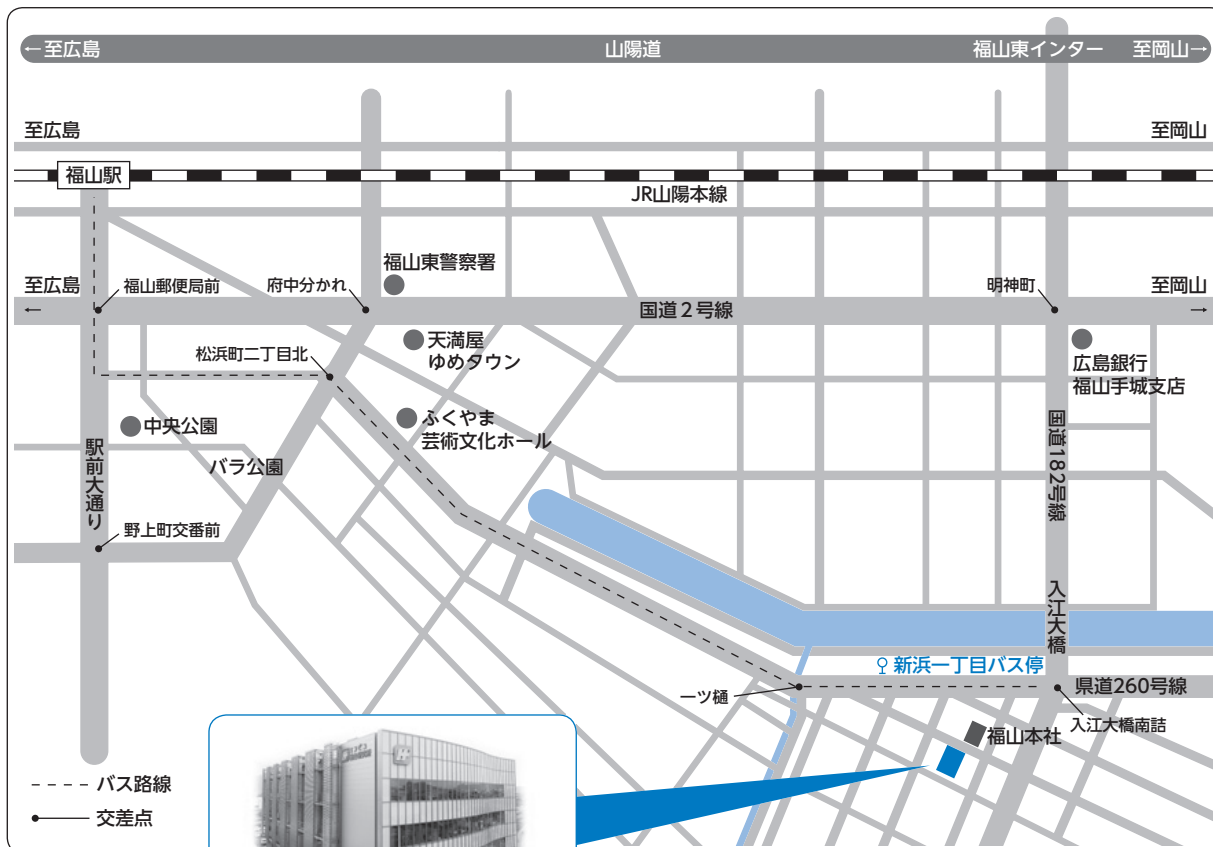 ←至広島
山陽道
福山東インター
至岡山→
至広島
至岡山
福山駅
JR山陽本線
福山東警察署
至広島
←
福山郵便局前
府中分かれ
国道2号線
明神町
至岡山
→
天満屋
ゆめタウン
松浜町二丁目北
広島銀行
福山手城支店
中央公園
ふくやま
芸術文化ホール
バラ公園
駅前大通り
国道182号線
野上町交番前
入江大橋
新浜一丁目バス停
一ツ樋
県道260号線
入江大橋南詰
福山本社
バス路線
交差点